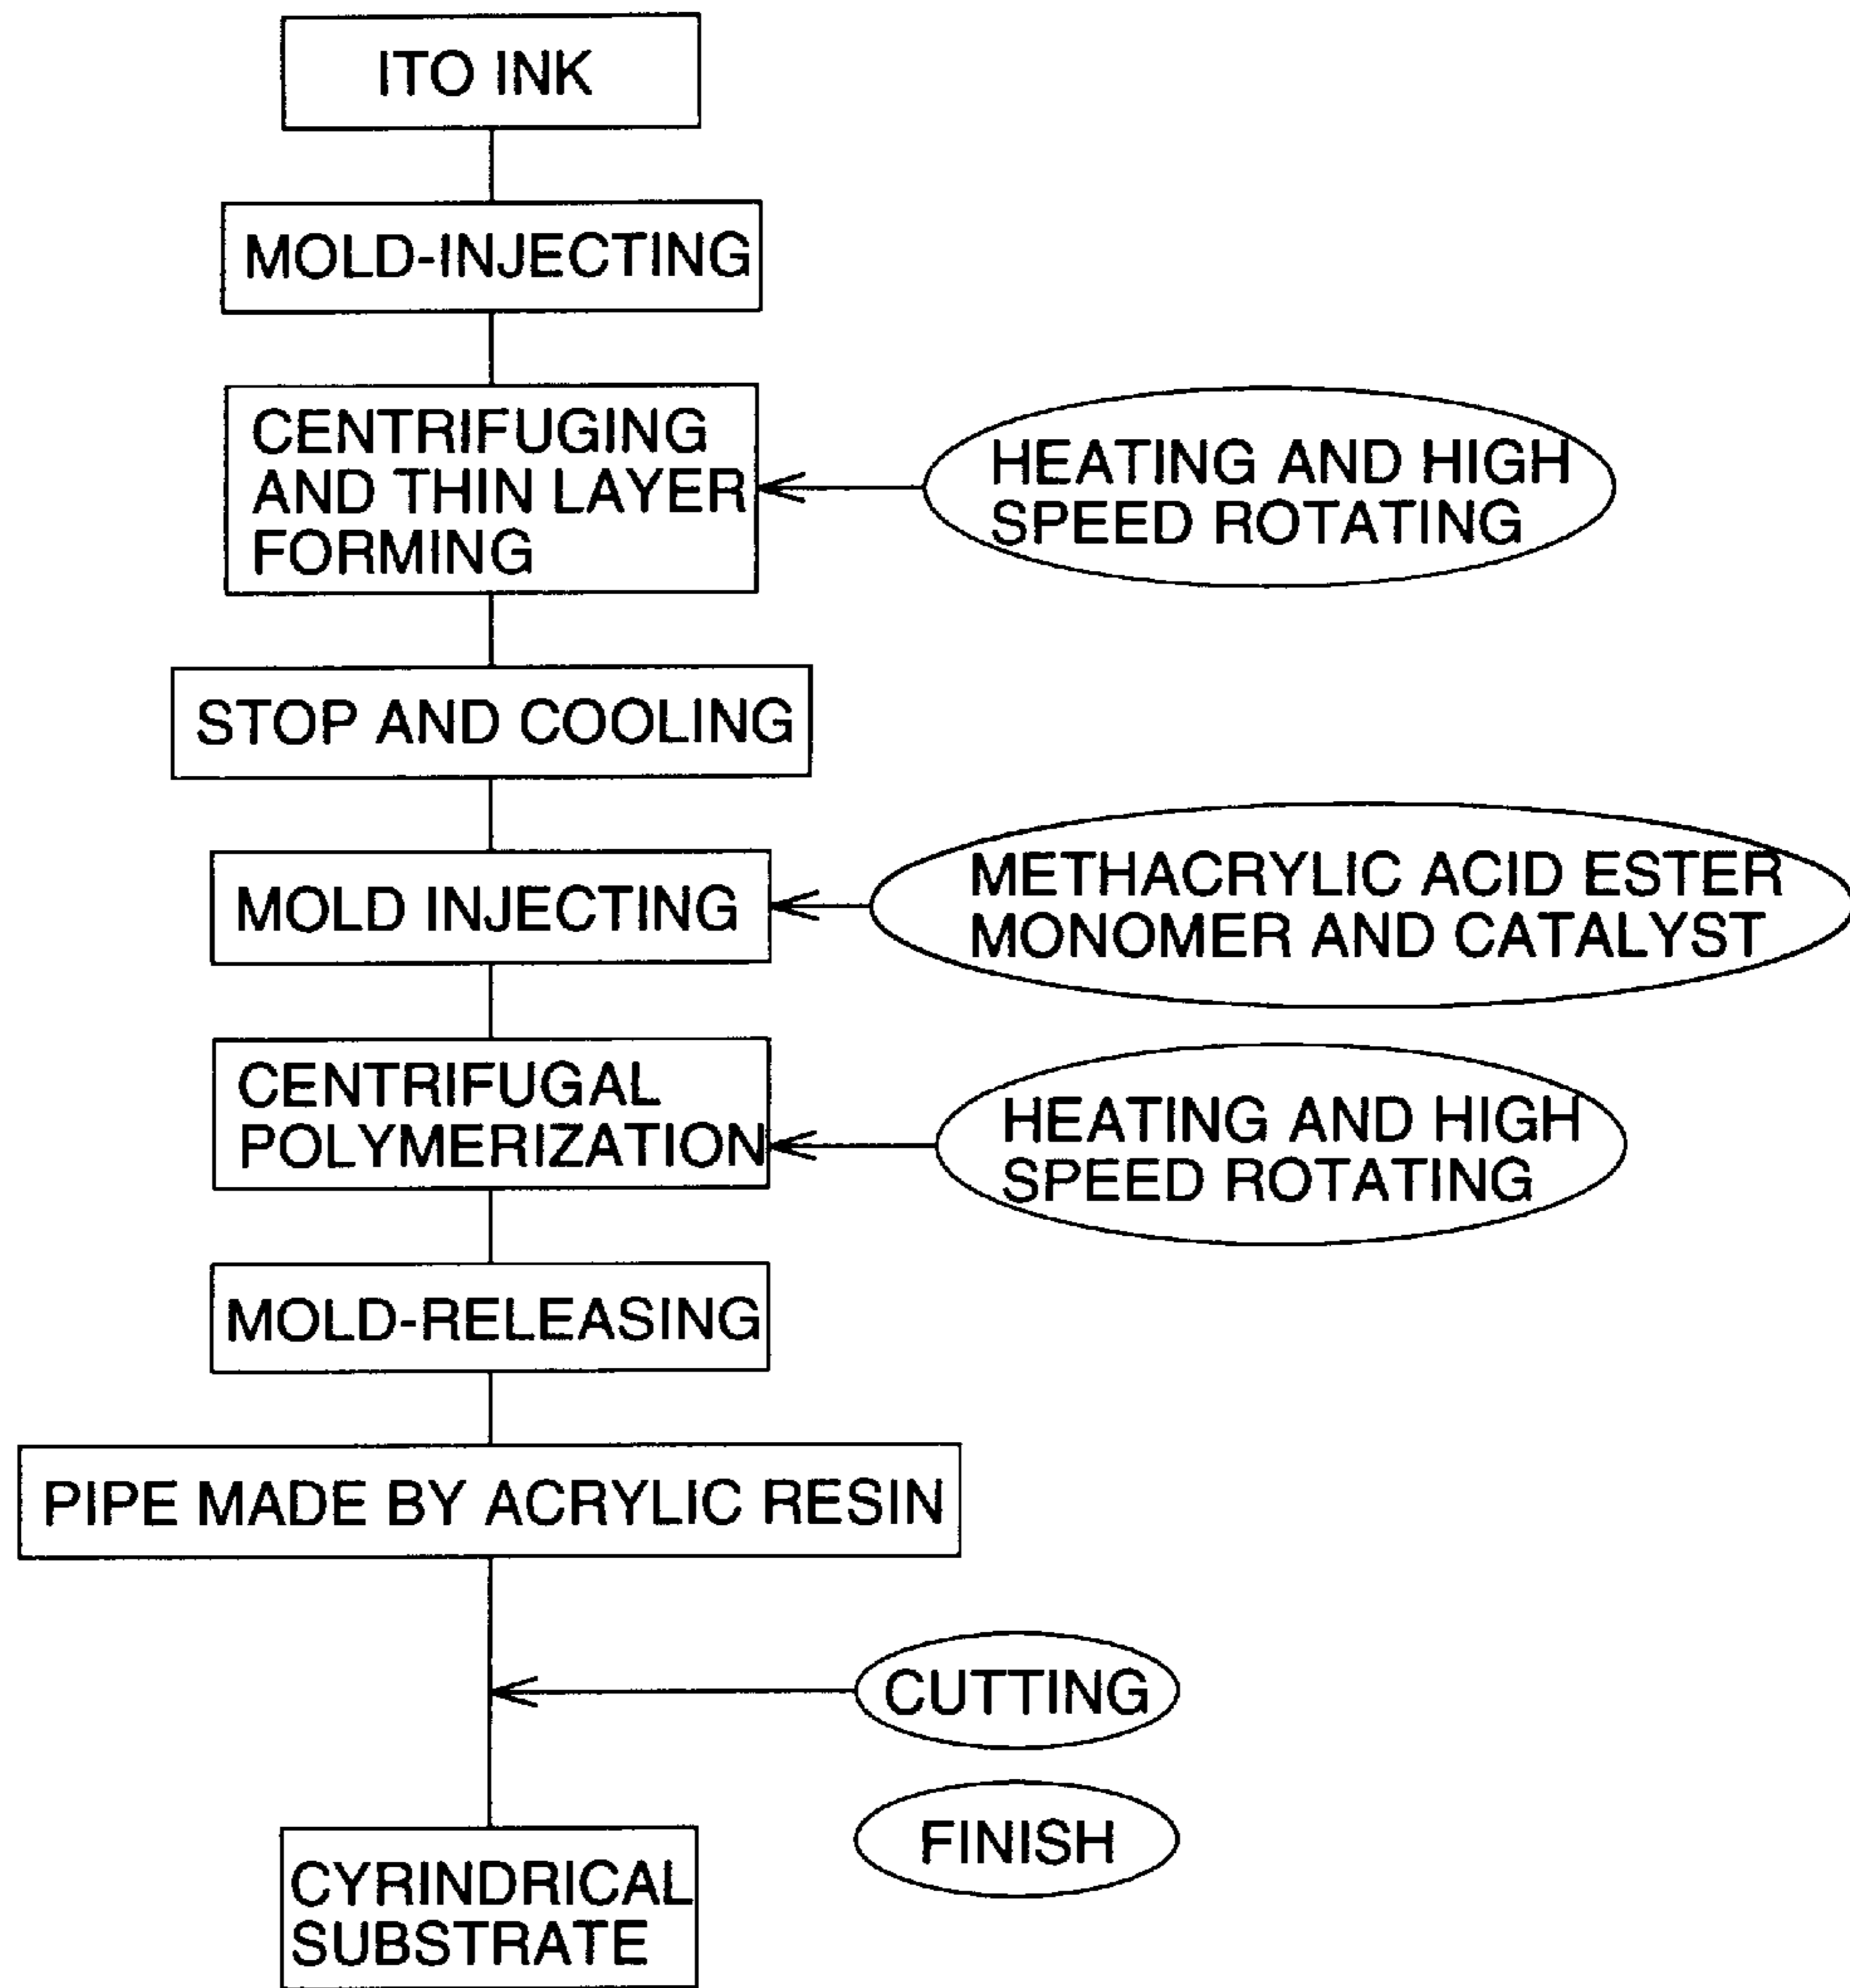 ITO INK
MOLD-INJECTING
CENTRIFUGING
AND THIN LAYER
FORMING
HEATING AND HIGH
SPEED ROTATING
STOP AND COOLING
MOLD INJECTING
METHACRYLIC ACID ESTER
MONOMER AND CATALYST
CENTRIFUGAL
POLYMERIZATION
HEATING AND HIGH
SPEED ROTATING
MOLD-RELEASING
PIPE MADE BY ACRYLIC RESIN
CUTTING
FINISH
CYRINDRICAL
SUBSTRATE